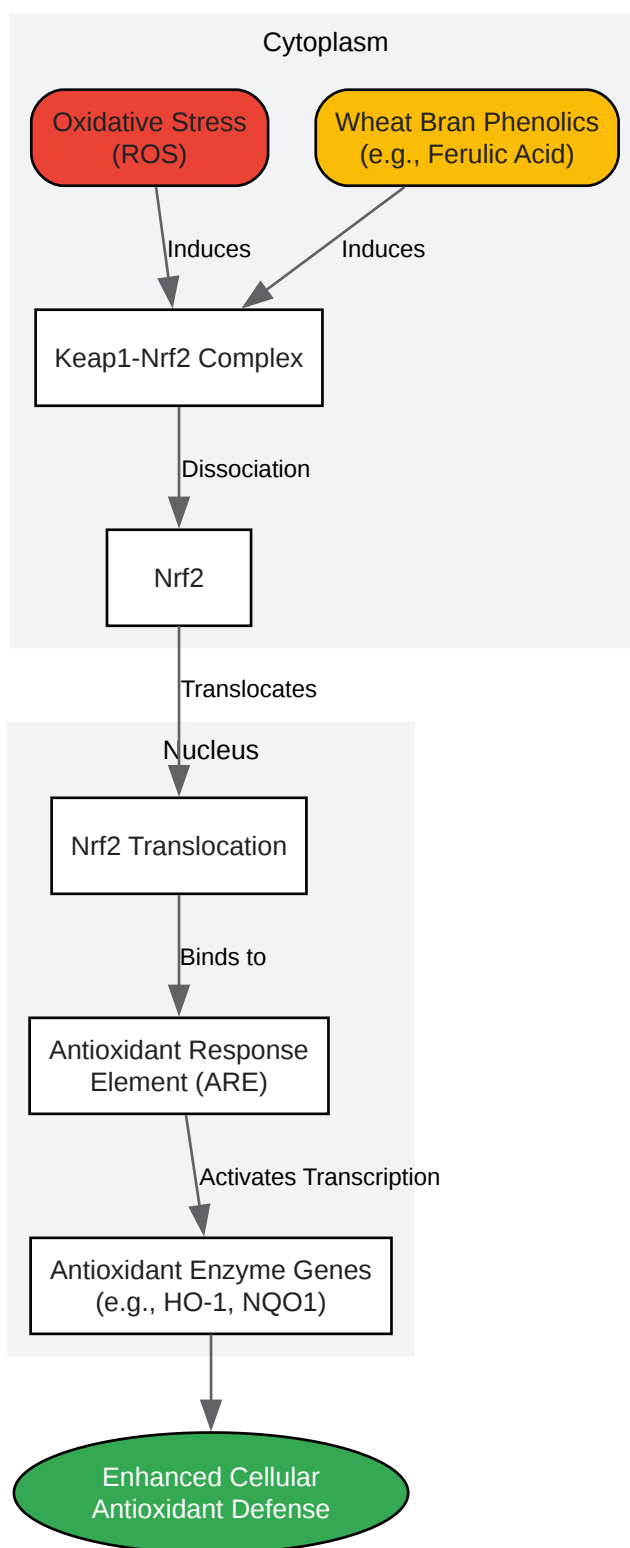 Cytoplasm
Oxidative Stress
(ROS)
Wheat Bran Phenolics
(e.g., Ferulic Acid)
Induces
Induces
Keap1-Nrf2 Complex
Dissociation
Nrf2
Translocates
Nucleus
Nrf2 Translocation
Binds to
Antioxidant Response
Element (ARE)
Activates Transcription
Antioxidant Enzyme Genes
(e.g., HO-1, NQO1)
Enhanced Cellular
Antioxidant Defense